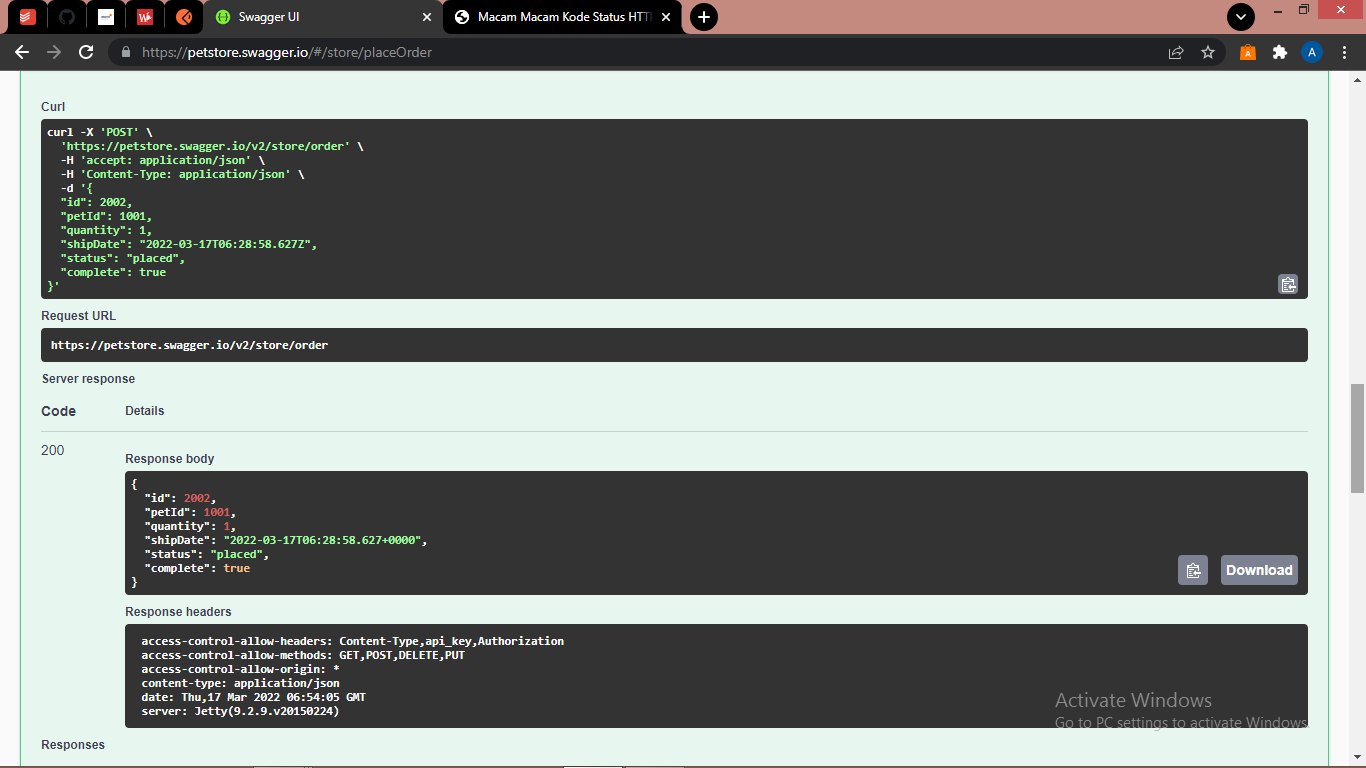 Swagger UI
Macam Macam Kode Status HTT
https://petstore.swagger.io/#/store/placeOrder
A
Curl
curl -X 'POST' \
  'https://petstore.swagger.io/v2/store/order' \
  -H 'accept: application/json' \
  -H 'Content-Type: application/json' \
  -d '{
  "id": 2002,
  "petId": 1001,
  "quantity": 1,
  "shipDate": "2022-03-17T06:28:58.627Z",
  "status": "placed",
  "complete": true
}'
Request URL
https://petstore.swagger.io/v2/store/order
Server response
Code Details
200
Response body
{
  "id": 2002,
  "petId": 1001,
  "quantity": 1,
  "shipDate": "2022-03-17T06:28:58.627+0000",
  "status": "placed",
  "complete": true
}
Download
Response headers
access-control-allow-headers: Content-Type,api_key,Authorization
access-control-allow-methods: GET,POST,DELETE,PUT
access-control-allow-origin: *
content-type: application/json
date: Thu,17 Mar 2022 06:54:05 GMT
server: Jetty(9.2.9.v20150224)
Activate Windows
Go to PC settings to activate Windows.
Responses